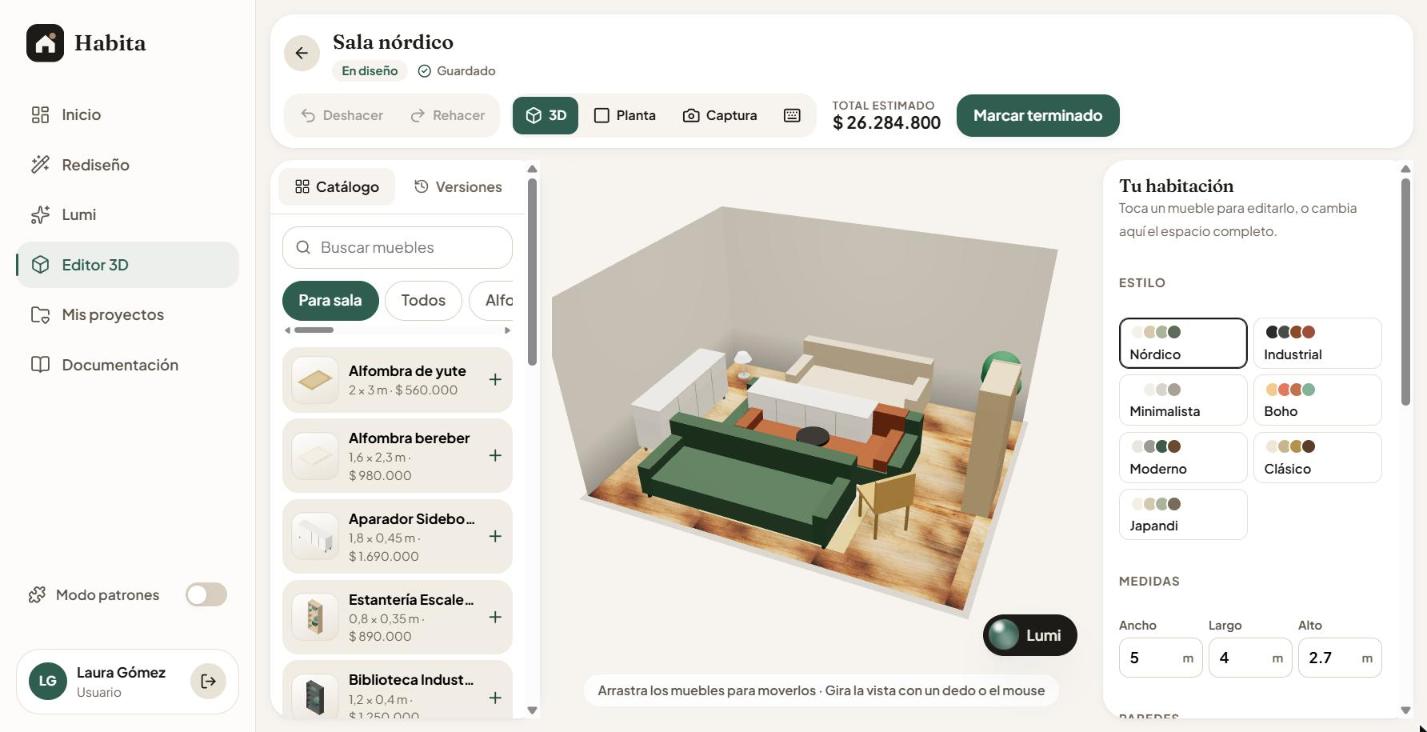 Habita
Inicio
Rediseño
Lumi
Editor 3D
Mis proyectos
Documentación
Modo patrones
LG
Laura Gómez
Usuario
Sala nórdico
En diseño
Guardado
Deshacer
Rehacer
3D
Planta
Captura
TOTAL ESTIMADO
$ 26.284.800
Marcar terminado
Catálogo
Versiones
Buscar muebles
Para sala
Todos
Alfo
Alfombra de yute
2 x 3 m · $ 560.000
Alfombra bereber
1,6 x 2,3 m ·
$ 980.000
Aparador Sidebo...
1,8 x 0,45 m ·
$ 1.690.000
Estantería Escale...
0,8 x 0,35 m ·
$ 890.000
Biblioteca Indust...
1,2 x 0,4 m ·
$ 1.250.000
Lumi
Arrastra los muebles para moverlos · Gira la vista con un dedo o el mouse
Tu habitación
Toca un mueble para editarlo, o cambia
aquí el espacio completo.
ESTILO
Nórdico
Industrial
Minimalista
Boho
Moderno
Clásico
Japandi
MEDIDAS
Ancho
Largo
Alto
5 m
4 m
2.7 m
PAREDES